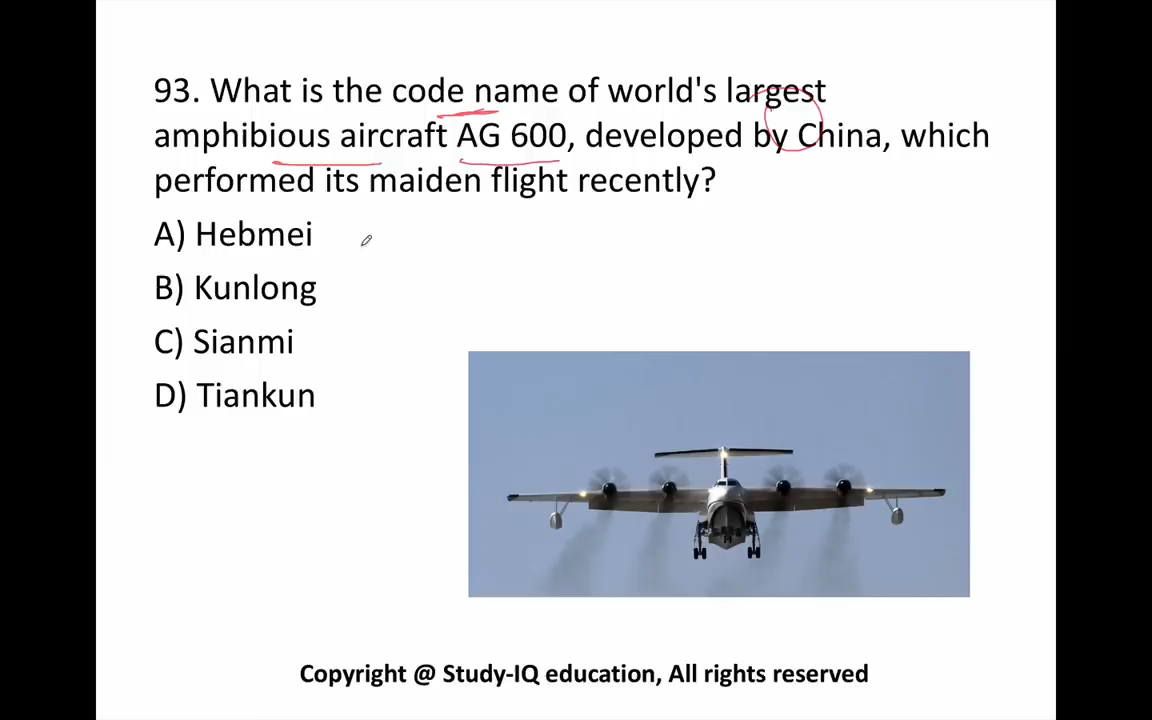 93. What is the code name of world's largest
amphibious aircraft AG 600, developed by China, which
performed its maiden flight recently?
A) Hebmei
B) Kunlong
C) Sianmi
D) Tiankun
Copyright @ Study-IQ education, All rights reserved